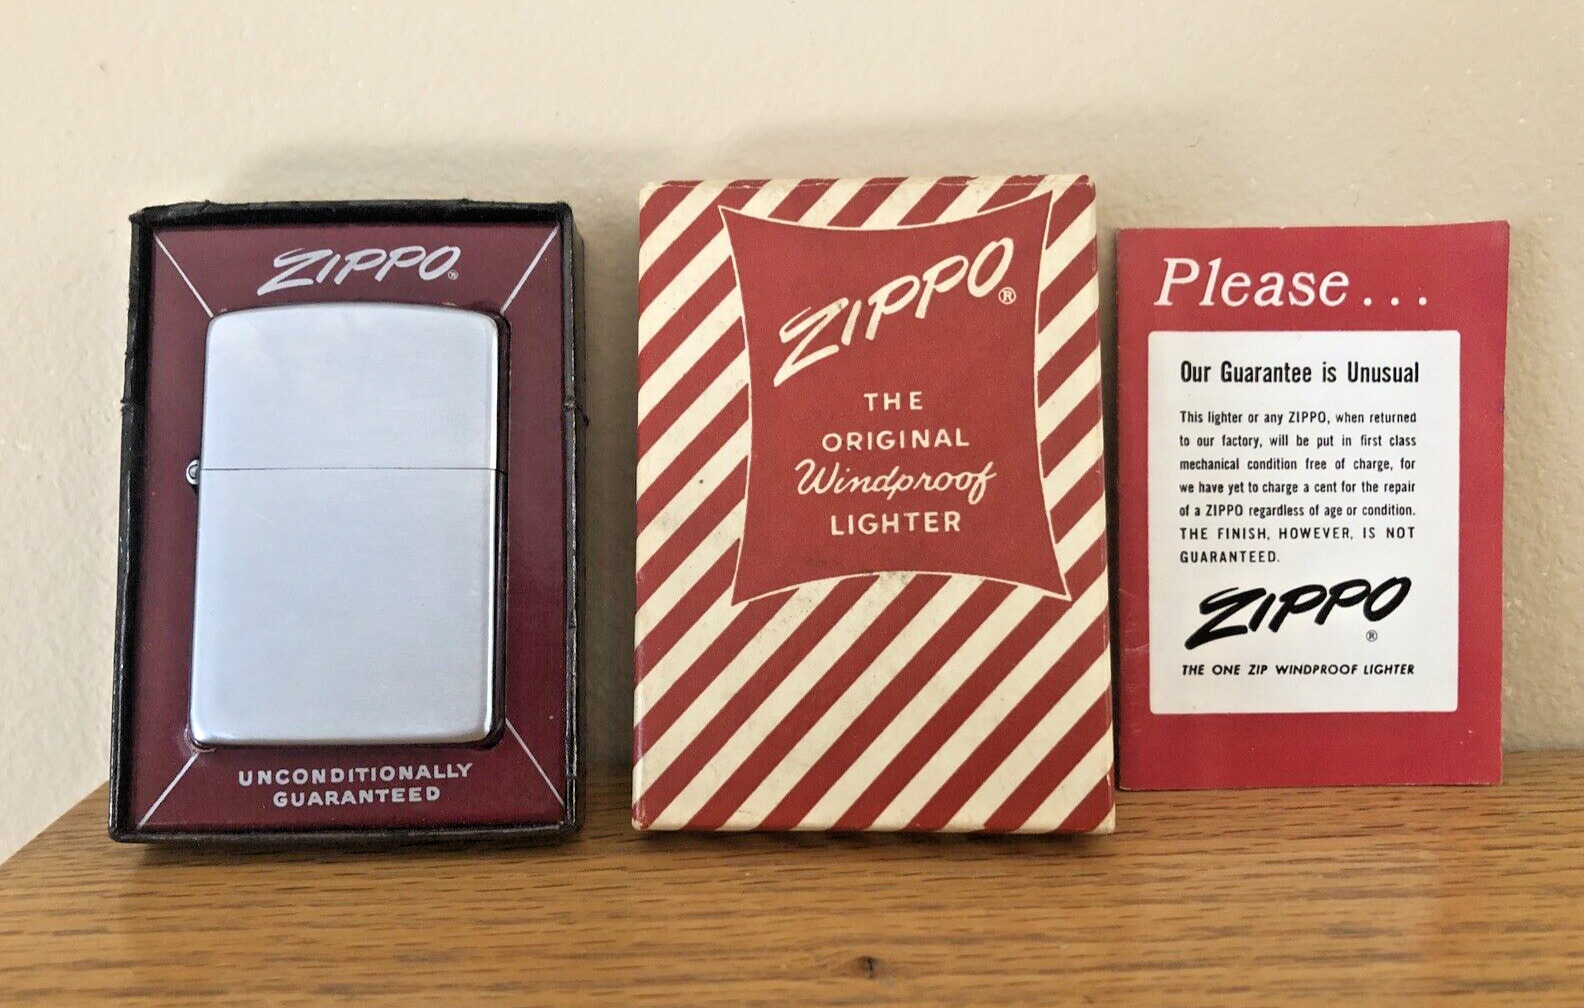 ZIPPO®
UNCONDITIONALLY
GUARANTEED
ZIPPO®
THE
ORIGINAL
Windproof
LIGHTER
Please...
Our Guarantee is Unusual
This lighter or any ZIPPO, when returned
to our factory, will be put in first class
mechanical condition free of charge, for
we have yet to charge a cent for the repair
of a ZIPPO regardless of age or condition.
THE FINISH, HOWEVER, IS NOT
GUARANTEED.
ZIPPO®
THE ONE ZIP WINDPROOF LIGHTER